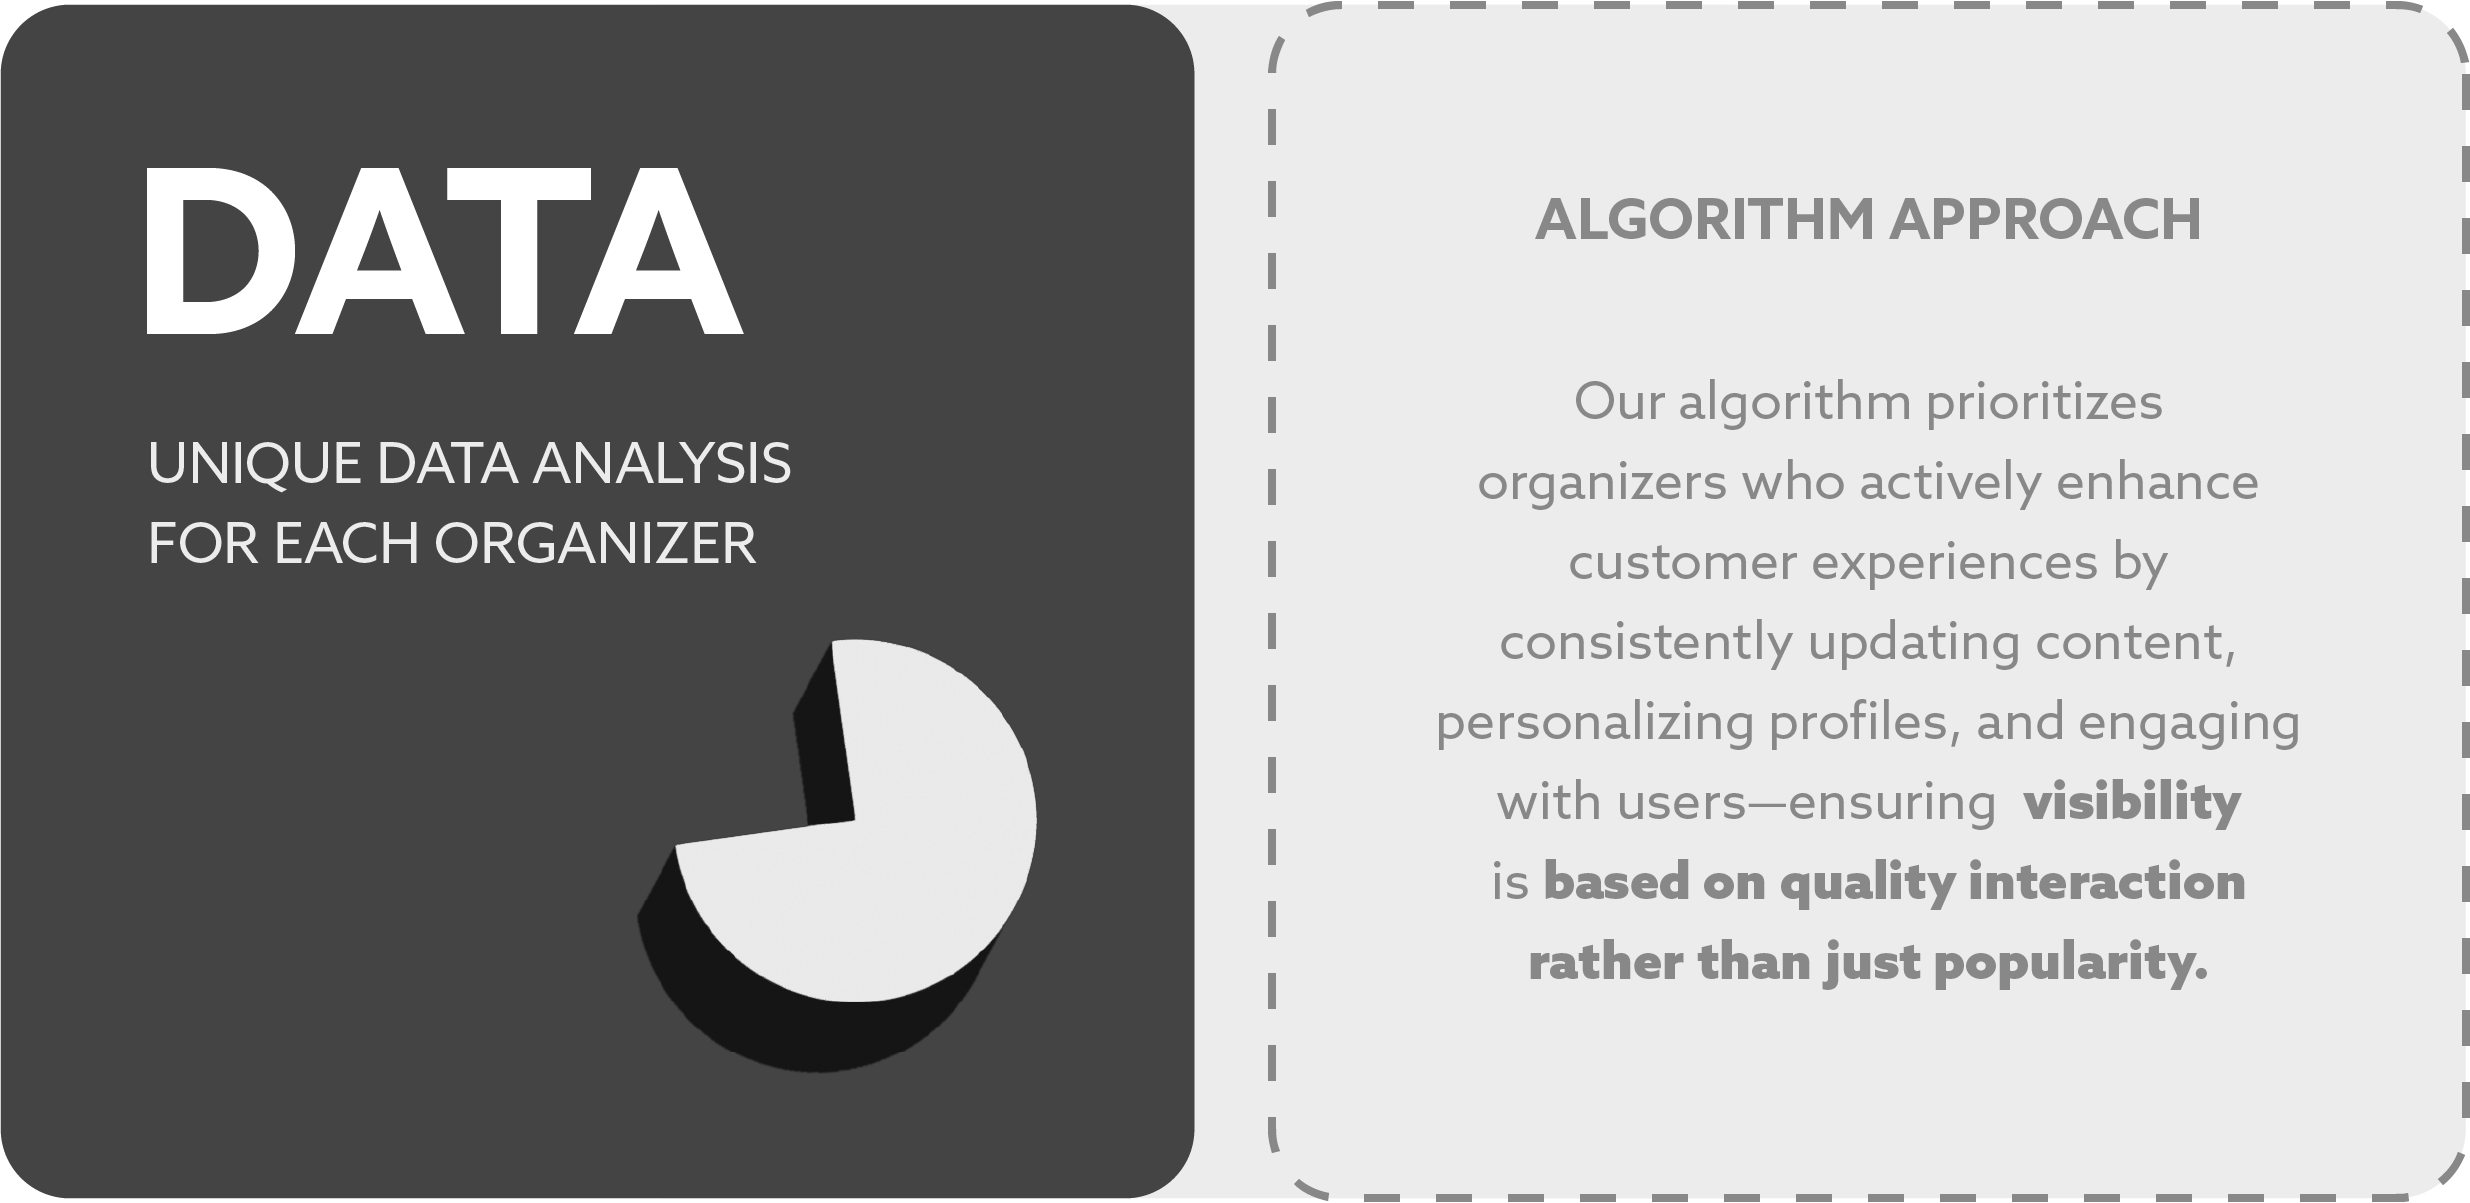 DATA
UNIQUE DATA ANALYSIS
FOR EACH ORGANIZER
ALGORITHM APPROACH
Our algorithm prioritizes
organizers who actively enhance
customer experiences by
consistently updating content,
personalizing profiles, and engaging
with users—ensuring visibility
is based on quality interaction
rather than just popularity.